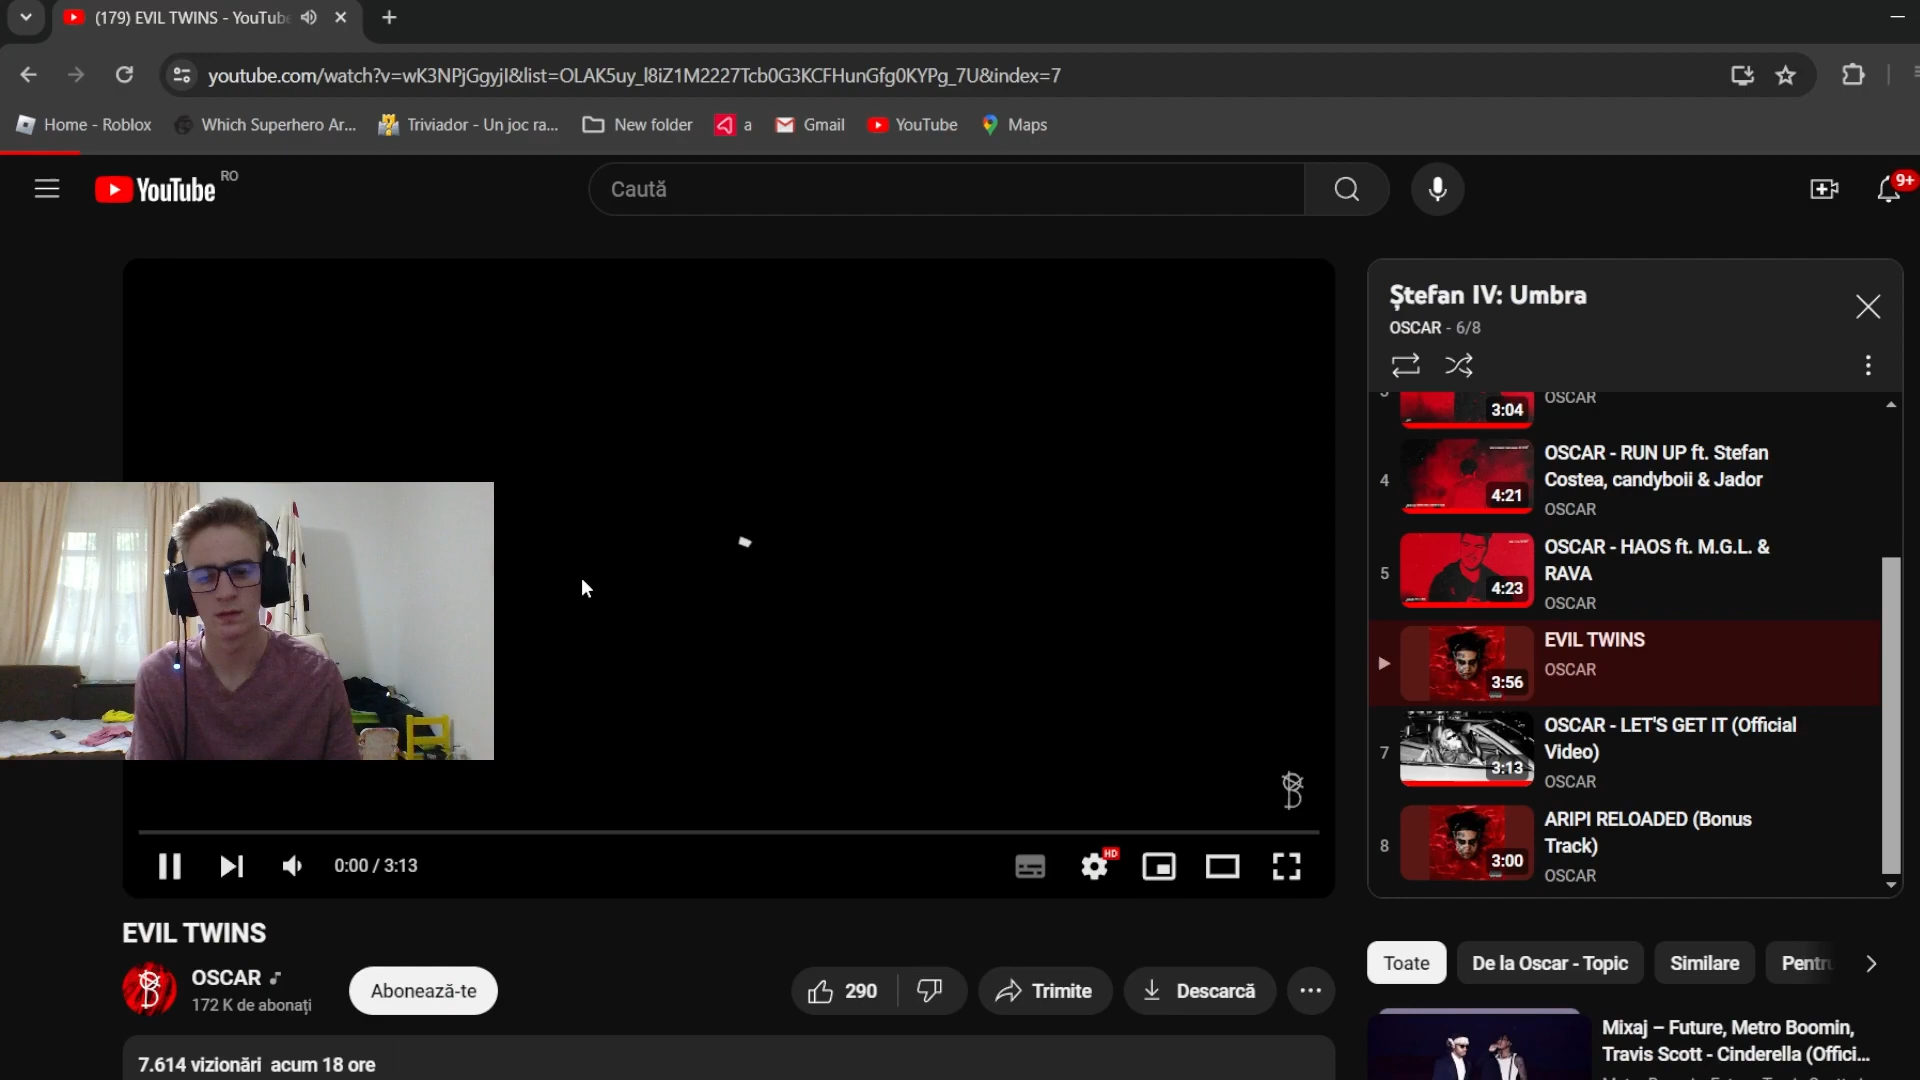 (179) EVIL TWINS - YouTube
youtube.com/watch?v=wK3NPjGgyjI&list=OLAK5uy_l8iZ1M2227Tcb0G3KCFHunGfg0KYPg_7U&index=7
Home - Roblox
Which Superhero Ar...
Triviador - Un joc ra...
New folder
a
Gmail
YouTube
Maps
YouTube RO
Caută
9+
Ștefan IV: Umbra
OSCAR - 6/8
3:04
OSCAR
4
4:21
OSCAR - RUN UP ft. Stefan
Costea, candyboii & Jador
OSCAR
5
4:23
OSCAR - HAOS ft. M.G.L. &
RAVA
OSCAR
3:56
EVIL TWINS
OSCAR
7
3:13
OSCAR - LET'S GET IT (Official
Video)
OSCAR
8
3:00
ARIPI RELOADED (Bonus
Track)
OSCAR
0:00 / 3:13
HD
EVIL TWINS
OSCAR
172 K de abonați
Abonează-te
290
Trimite
Descarcă
7.614 vizionări acum 18 ore
Toate
De la Oscar - Topic
Similare
Pentru
Mixaj – Future, Metro Boomin,
Travis Scott - Cinderella (Offici...